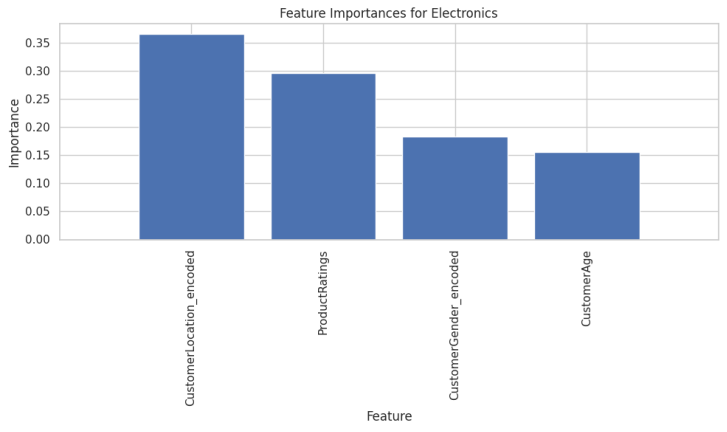 Feature Importances for Electronics
Importance
0.35
0.30
0.25
0.20
0.15
0.10
0.05
0.00
CustomerLocation_encoded
ProductRatings
CustomerGender_encoded
CustomerAge
Feature